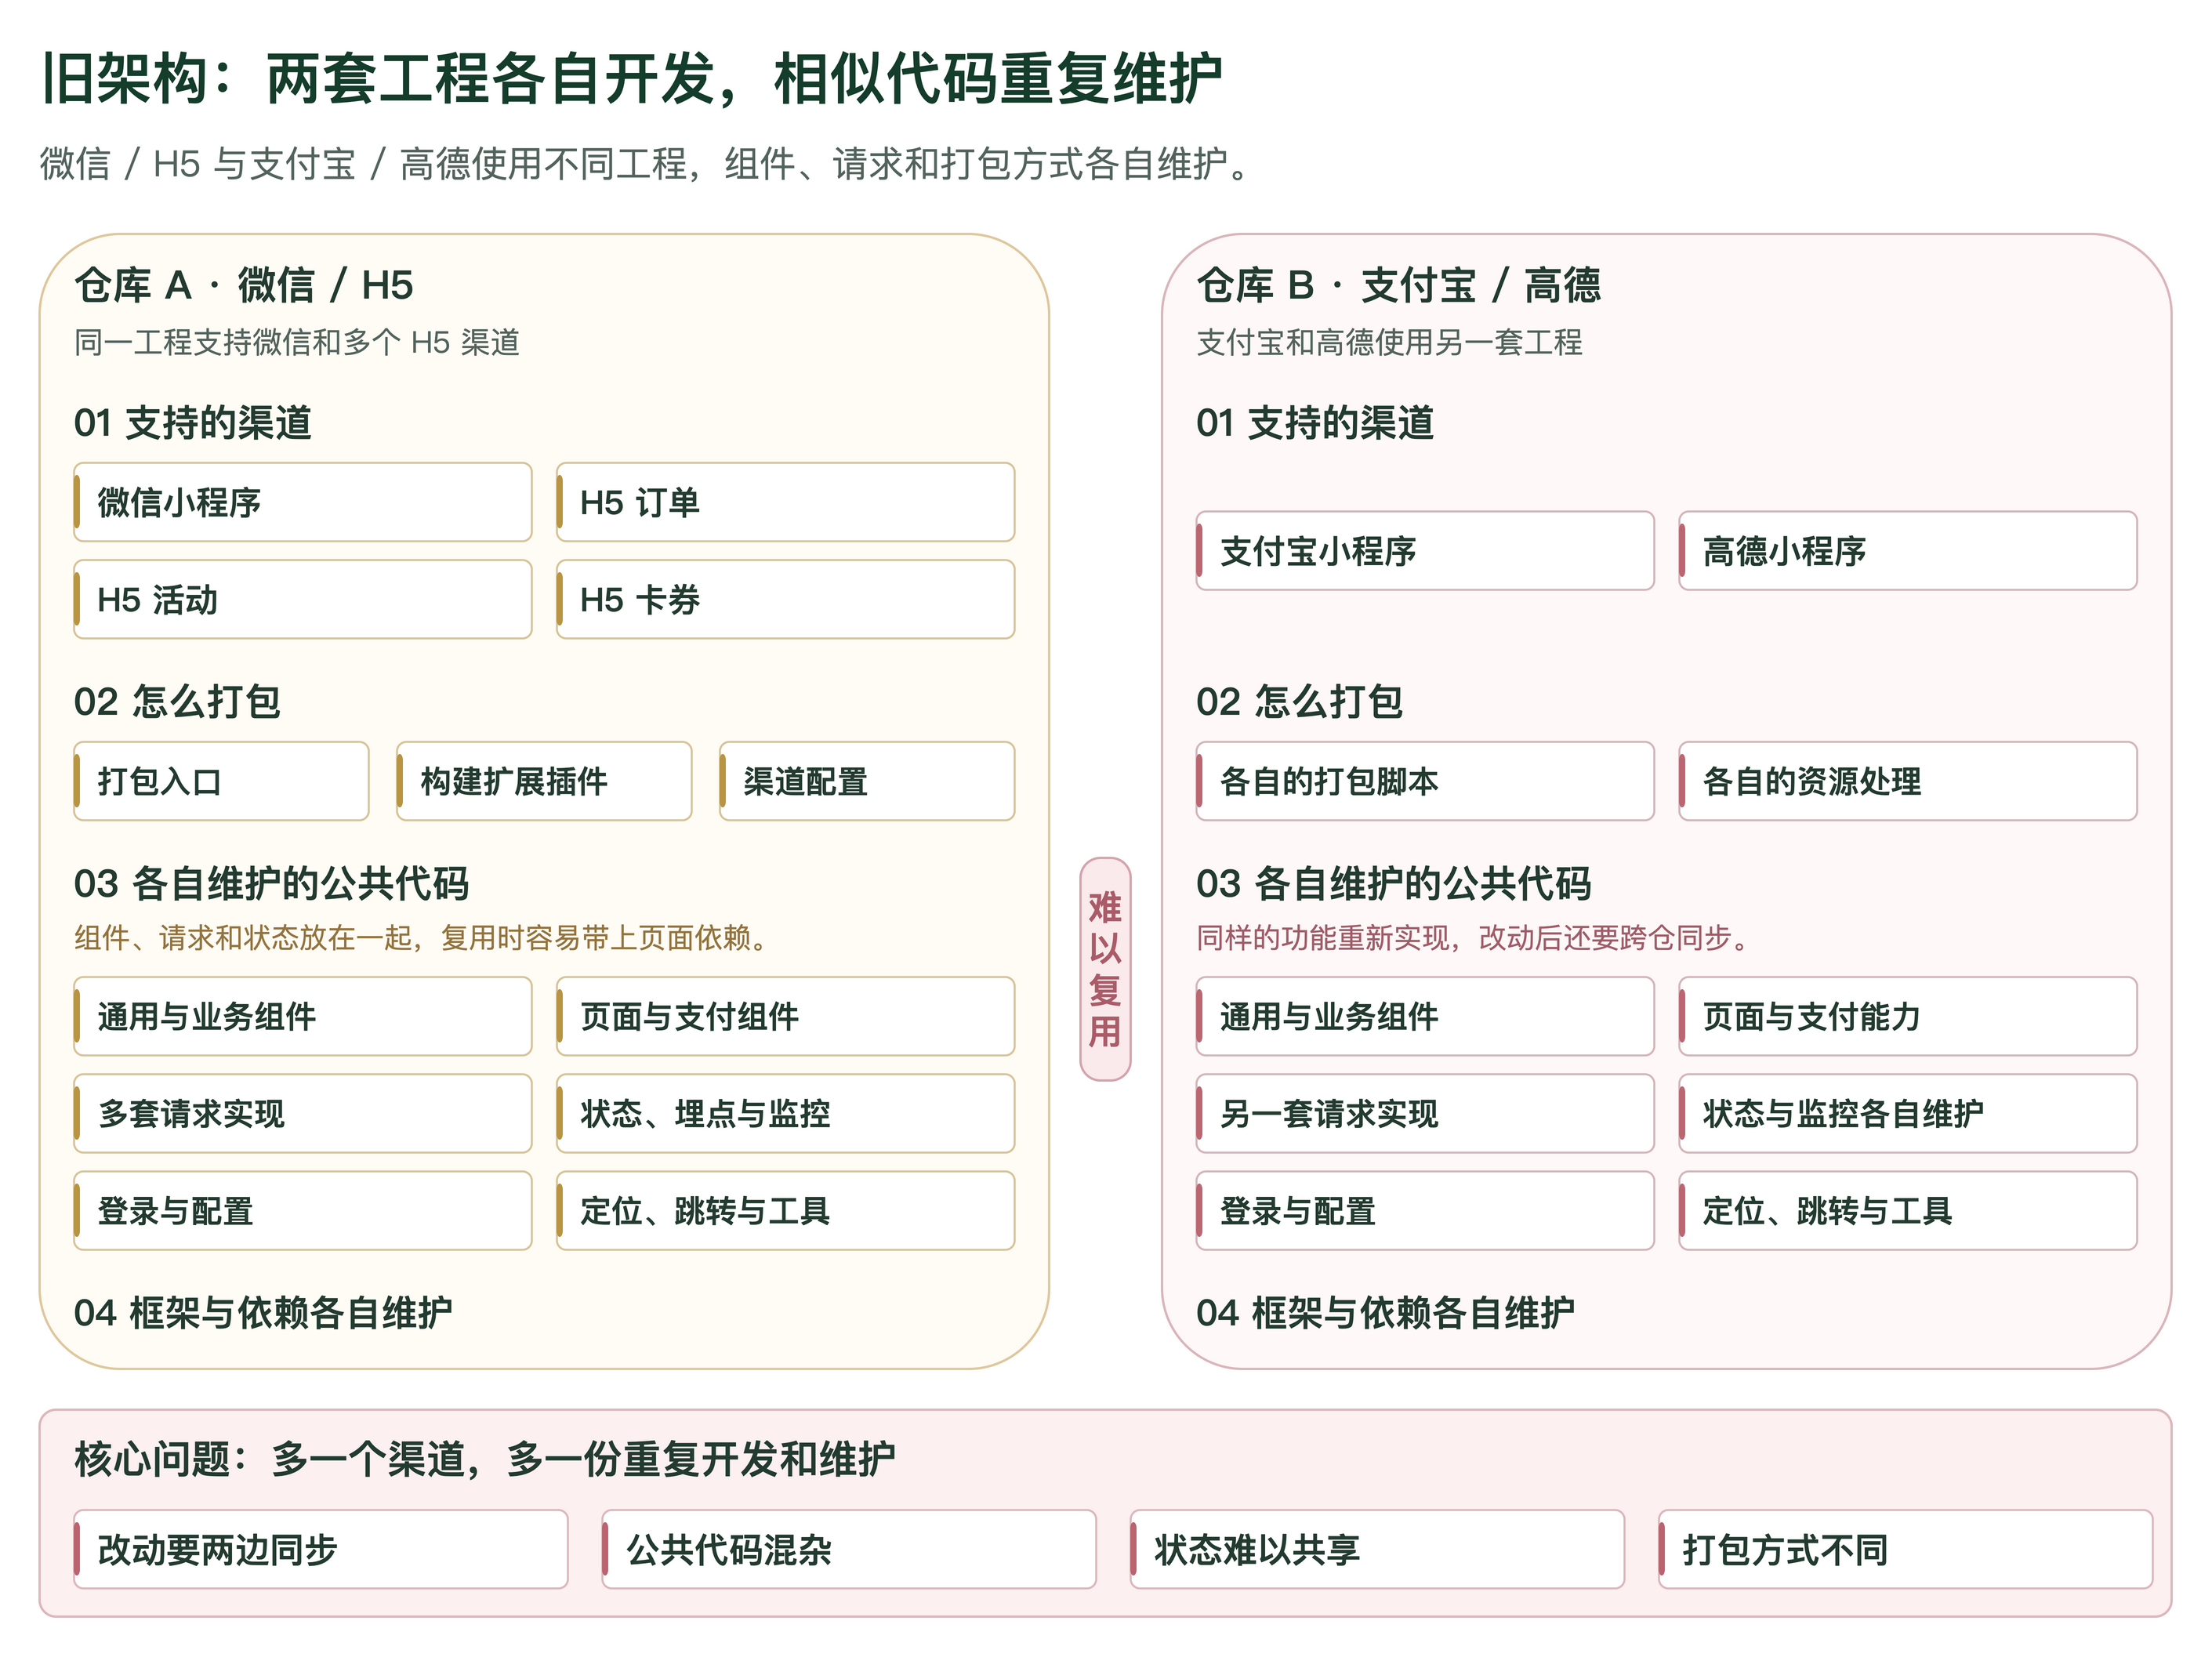 旧架构：两套工程各自开发，相似代码重复维护
微信 / H5 与支付宝 / 高德使用不同工程，组件、请求和打包方式各自维护。
仓库 A · 微信 / H5
同一工程支持微信和多个 H5 渠道
01 支持的渠道
微信小程序
H5 订单
H5 活动
H5 卡券
02 怎么打包
打包入口
构建扩展插件
渠道配置
03 各自维护的公共代码
组件、请求和状态放在一起，复用时容易带上页面依赖。
通用与业务组件
页面与支付组件
多套请求实现
状态、埋点与监控
登录与配置
定位、跳转与工具
04 框架与依赖各自维护
难以复用
仓库 B · 支付宝 / 高德
支付宝和高德使用另一套工程
01 支持的渠道
支付宝小程序
高德小程序
02 怎么打包
各自的打包脚本
各自的资源处理
03 各自维护的公共代码
同样的功能重新实现，改动后还要跨仓同步。
通用与业务组件
页面与支付能力
另一套请求实现
状态与监控各自维护
登录与配置
定位、跳转与工具
04 框架与依赖各自维护
核心问题：多一个渠道，多一份重复开发和维护
改动要两边同步
公共代码混杂
状态难以共享
打包方式不同